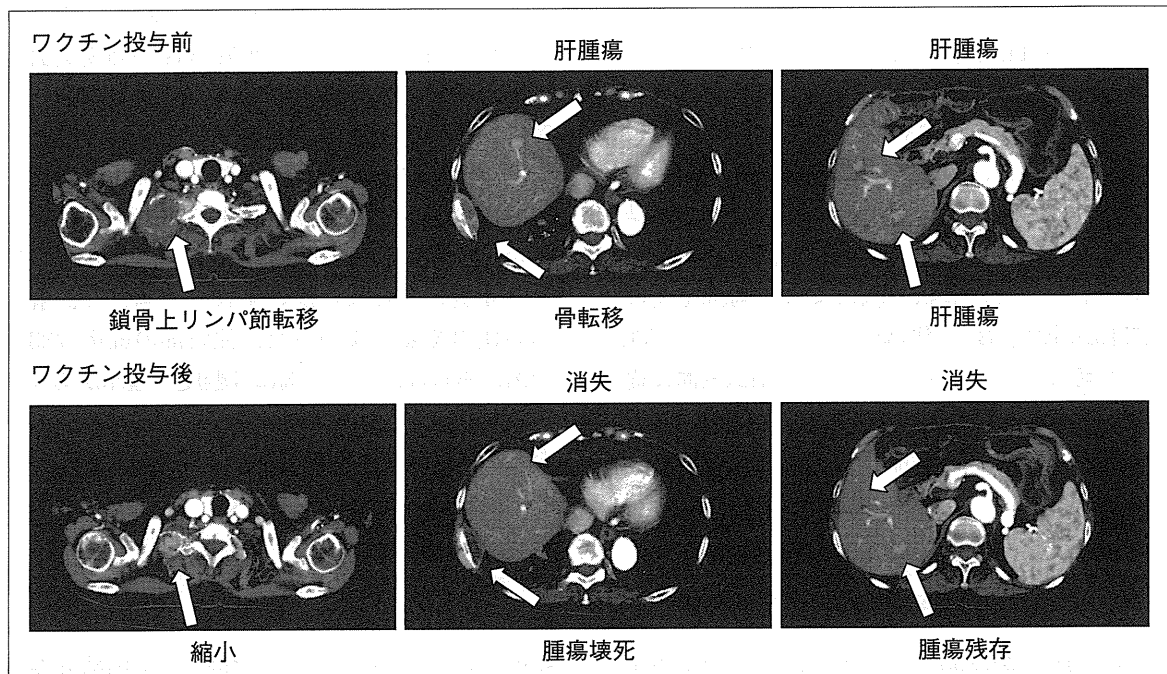 ワクチン投与前
肝腫瘍
肝腫瘍
鎖骨上リンパ節転移
骨転移
肝腫瘍
ワクチン投与後
消失
消失
縮小
腫瘍壊死
腫瘍残存